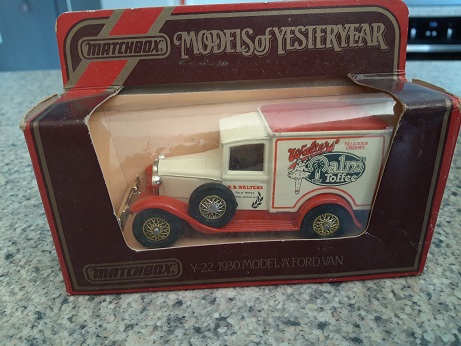 MATCHBOX
MODELS of YESTERYEAR
Walters'
DELICIOUS
CREAMY
Palm
Toffee
N.B. WALTERS
MATCHBOX
Y-22 1930 MODEL 'A' FORD VAN